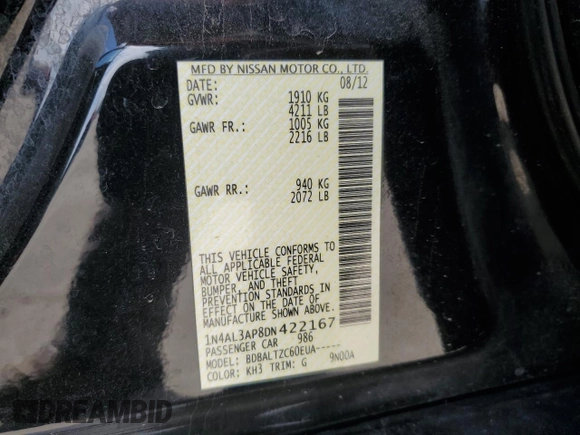 MFD BY NISSAN MOTOR CO., LTD.
DATE: 08/12
GVWR: 1910 KG
4211 LB
GAWR FR.: 1005 KG
2216 LB
GAWR RR.: 940 KG
2072 LB
THIS VEHICLE CONFORMS TO
ALL APPLICABLE FEDERAL
MOTOR VEHICLE SAFETY,
BUMPER, AND THEFT
PREVENTION STANDARDS IN
EFFECT ON THE DATE OF
MANUFACTURE SHOWN ABOVE.
1N4AL3AP8DN422167
PASSENGER CAR 986
MODEL: BDBALTZC60EUA-----
COLOR: KH3 TRIM: G 9N00A
DREAMBID